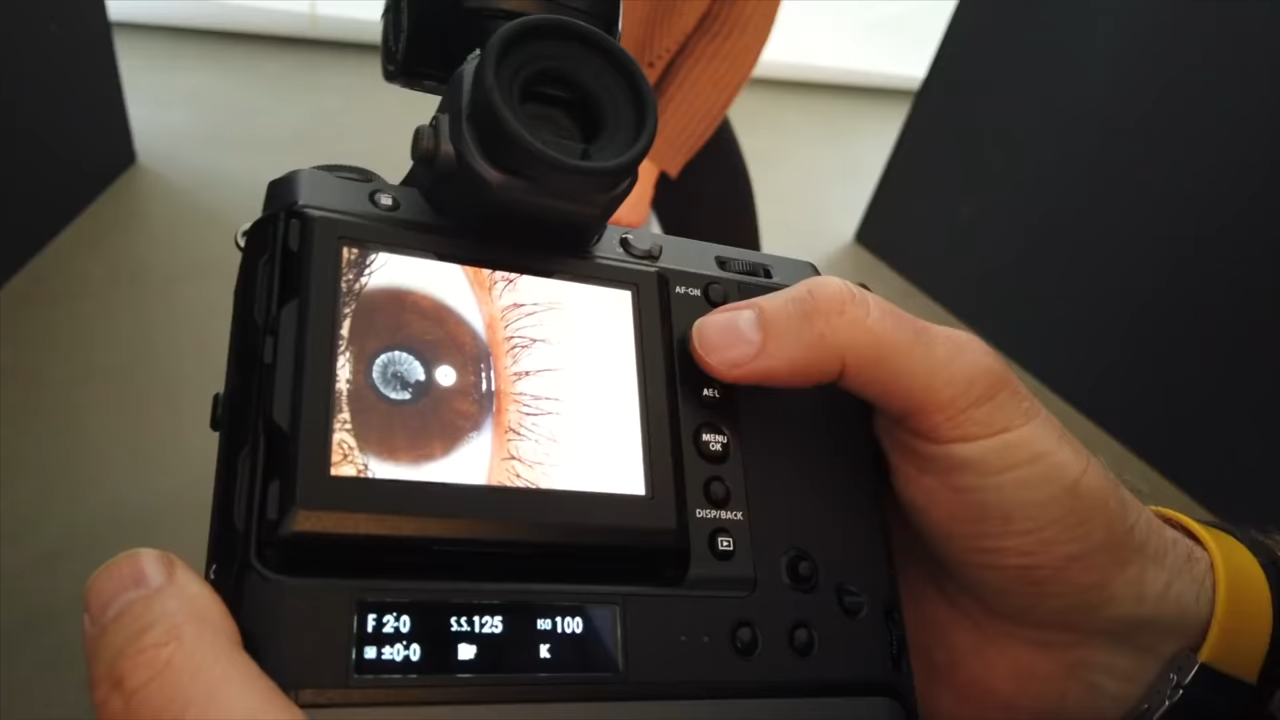 AF-ON
AE-L
MENU
OK
DISP/BACK
F 2.0 S.S.125 ISO 100
±0.0 K